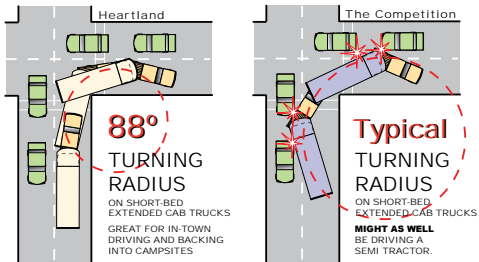 Heartland
88º
TURNING
RADIUS
ON SHORT-BED
EXTENDED CAB TRUCKS
GREAT FOR IN-TOWN
DRIVING AND BACKING
INTO CAMPSITES
The Competition
Typical
TURNING
RADIUS
ON SHORT-BED
EXTENDED CAB TRUCKS
MIGHT AS WELL
BE DRIVING A
SEMI TRACTOR.